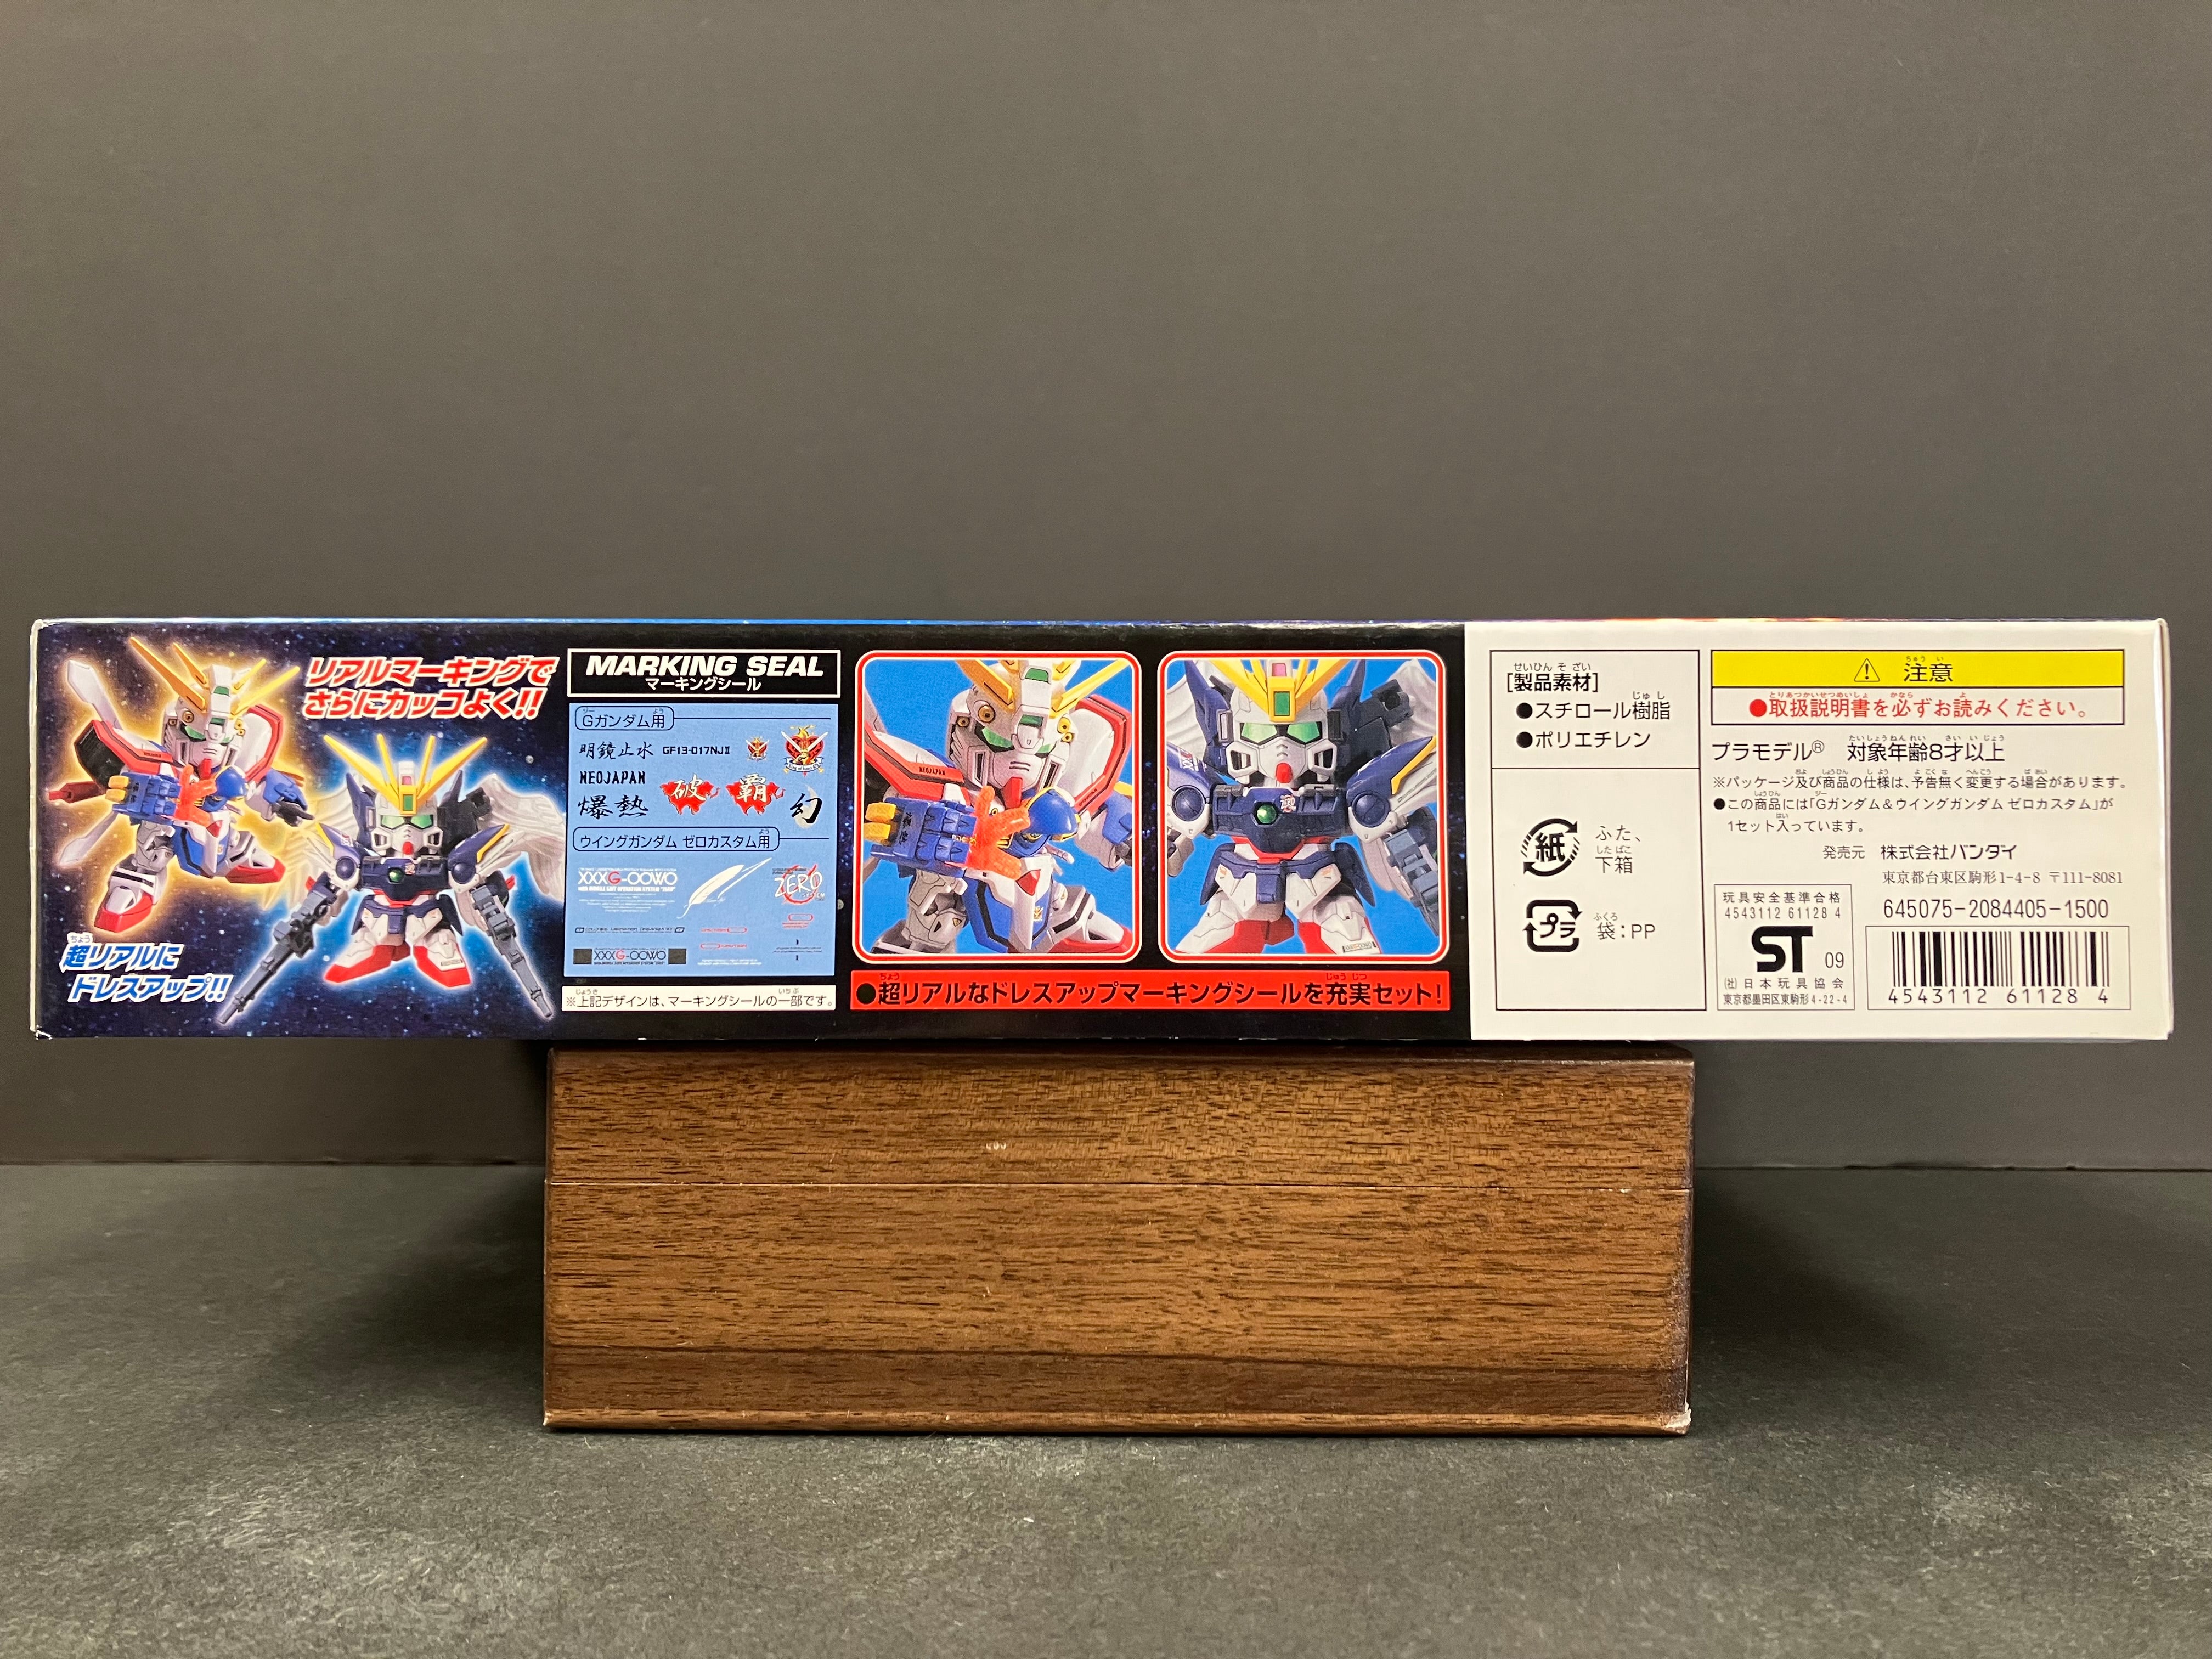 リアルマーキングで
さらにカッコよく!!
超リアルに
ドレスアップ!!
MARKING SEAL
マーキングシール
Gガンダム用
明鏡止水 GF13-017NJⅡ
NEOJAPAN
破 覇
爆熱 幻
ウイングガンダム ゼロカスタム用
XXXG-00W0
ZERO
XXXG-00W0
※上記デザインは、マーキングシールの一部です。
●超リアルなドレスアップマーキングシールを充実セット!
[製品素材]
●スチロール樹脂
●ポリエチレン
紙 ふた、
下箱
プラ 袋:PP
注意
●取扱説明書を必ずお読みください。
プラモデル® 対象年齢8才以上
※パッケージ及び商品の仕様は、予告無く変更する場合があります。
●この商品には「Gガンダム&ウイングガンダム ゼロカスタム」が
1セット入っています。
発売元 株式会社バンダイ
東京都台東区駒形1-4-8 〒111-8081
645075-2084405-1500
玩具安全基準合格
4543112 61128 4
ST 09
(社)日本玩具協会
東京都墨田区東駒形4-22-4
4543112 61128 4